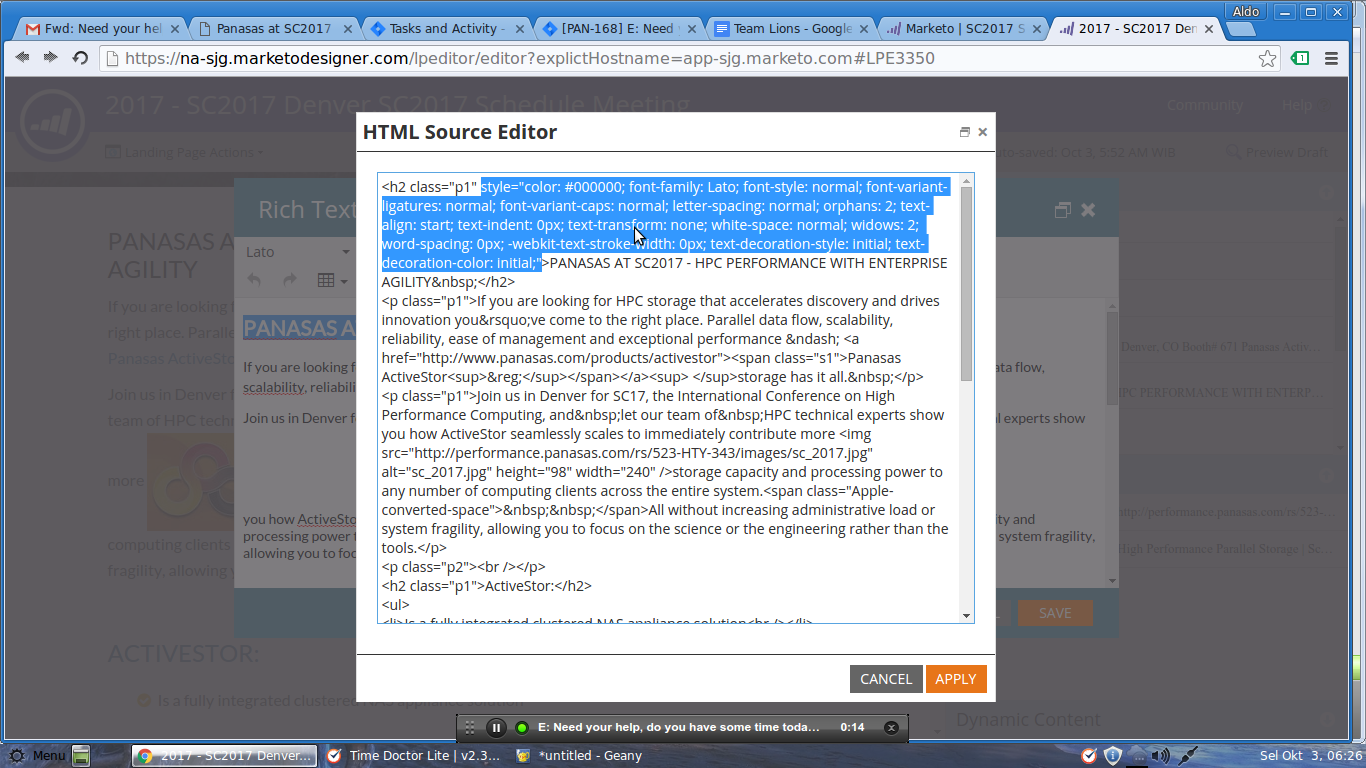 Aldo
Fwd: Need your hel
Panasas at SC2017
Tasks and Activity -
[PAN-168] E: Need
Team Lions - Google
Marketo | SC2017 S
2017 - SC2017 Den
https://na-sjg.marketodesigner.com/lpeditor/editor?explictHostname=app-sjg.marketo.com#LPE3350
1
2017 - SC2017 Denver.SC2017 Schedule Meeting
Community
Help
Landing Page Actions
uto-saved: Oct 3, 5:52 AM WIB
Preview Draft
HTML Source Editor
<h2 class="p1" style="color: #000000; font-family: Lato; font-style: normal; font-variant-
ligatures: normal; font-variant-caps: normal; letter-spacing: normal; orphans: 2; text-
align: start; text-indent: 0px; text-transform: none; white-space: normal; widows: 2;
word-spacing: 0px; -webkit-text-stroke-width: 0px; text-decoration-style: initial; text-
decoration-color: initial;">PANASAS AT SC2017 - HPC PERFORMANCE WITH ENTERPRISE
AGILITY&nbsp;</h2>
<p class="p1">If you are looking for HPC storage that accelerates discovery and drives
innovation you&rsquo;ve come to the right place. Parallel data flow, scalability,
reliability, ease of management and exceptional performance &ndash; <a
href="http://www.panasas.com/products/activestor"><span class="s1">Panasas
ActiveStor<sup>&reg;</sup></span></a><sup> </sup>storage has it all.&nbsp;</p>
<p class="p1">Join us in Denver for SC17, the International Conference on High
Performance Computing, and&nbsp;let our team of&nbsp;HPC technical experts show
you how ActiveStor seamlessly scales to immediately contribute more <img
src="http://performance.panasas.com/rs/523-HTY-343/images/sc_2017.jpg"
alt="sc_2017.jpg" height="98" width="240" />storage capacity and processing power to
any number of computing clients across the entire system.<span class="Apple-
converted-space">&nbsp;&nbsp;</span>All without increasing administrative load or
system fragility, allowing you to focus on the science or the engineering rather than the
tools.</p>
<p class="p2"><br /></p>
<h2 class="p1">ActiveStor:</h2>
<ul>
<li>Is a fully integrated clustered NAS appliance solution<br /></li>
CANCEL
APPLY
Rich Text
Lato
PANASAS A
If you are looking f
scalability, reliabili
Join us in Denver f
you how ActiveSto
processing power t
allowing you to foc
data flow,
al experts show
ity and
system fragility,
SAVE
PANASAS A
AGILITY
If you are looking
right place. Paralle
Panasas ActiveSto
Join us in Denver
team of HPC techn
more
computing clients
fragility, allowing y
ACTIVESTOR:
Is a fully integrated clustered NAS appliance solution
Denver, CO Booth# 671 Panasas Activ...
HPC PERFORMANCE WITH ENTERP...
http://performance.panasas.com/rs/523-...
High Performance Parallel Storage | Sc...
Dynamic Content
E: Need your help, do you have some time toda...
0:14
Menu
2017 - SC2017 Denver...
Time Doctor Lite | v2.3...
*untitled - Geany
Sel Okt 3, 06:26